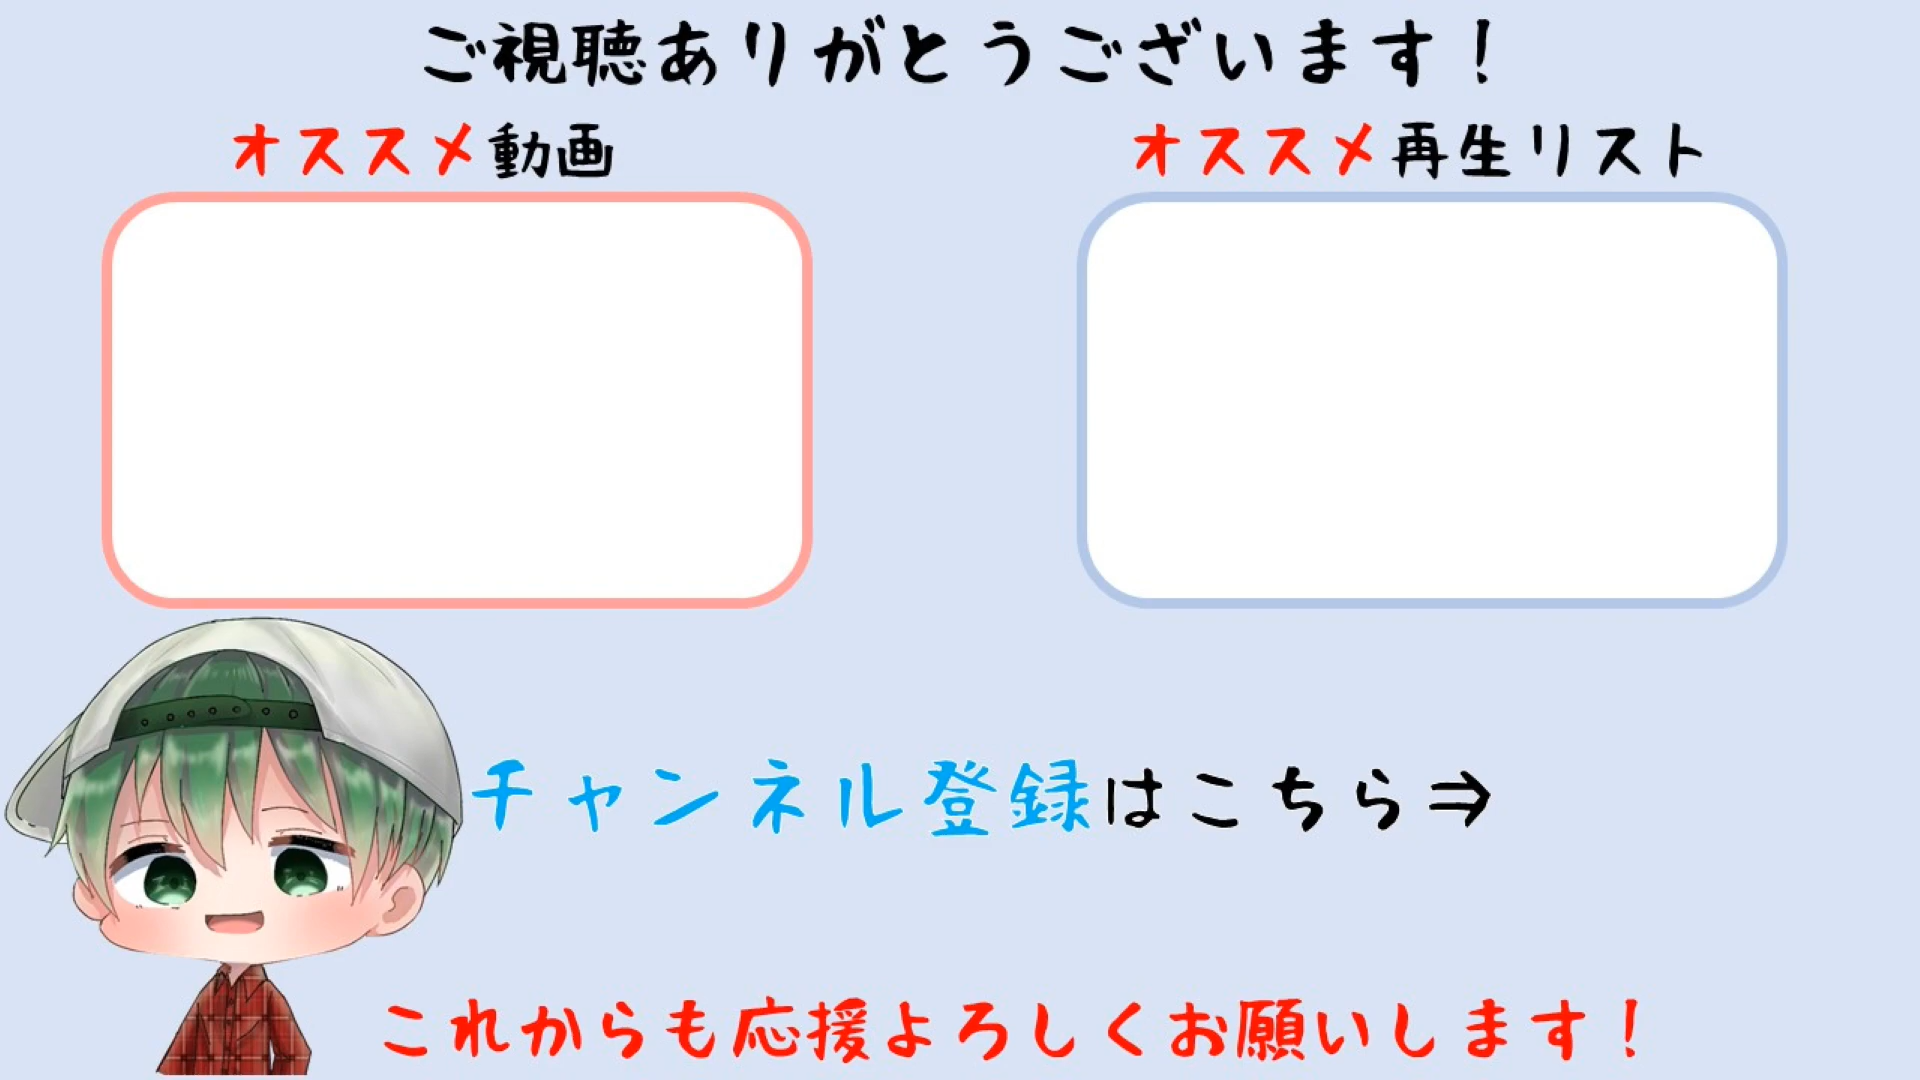 ご視聴ありがとうございます！
オススメ動画
オススメ再生リスト
チャンネル登録はこちら⇒
これからも応援よろしくお願いします！